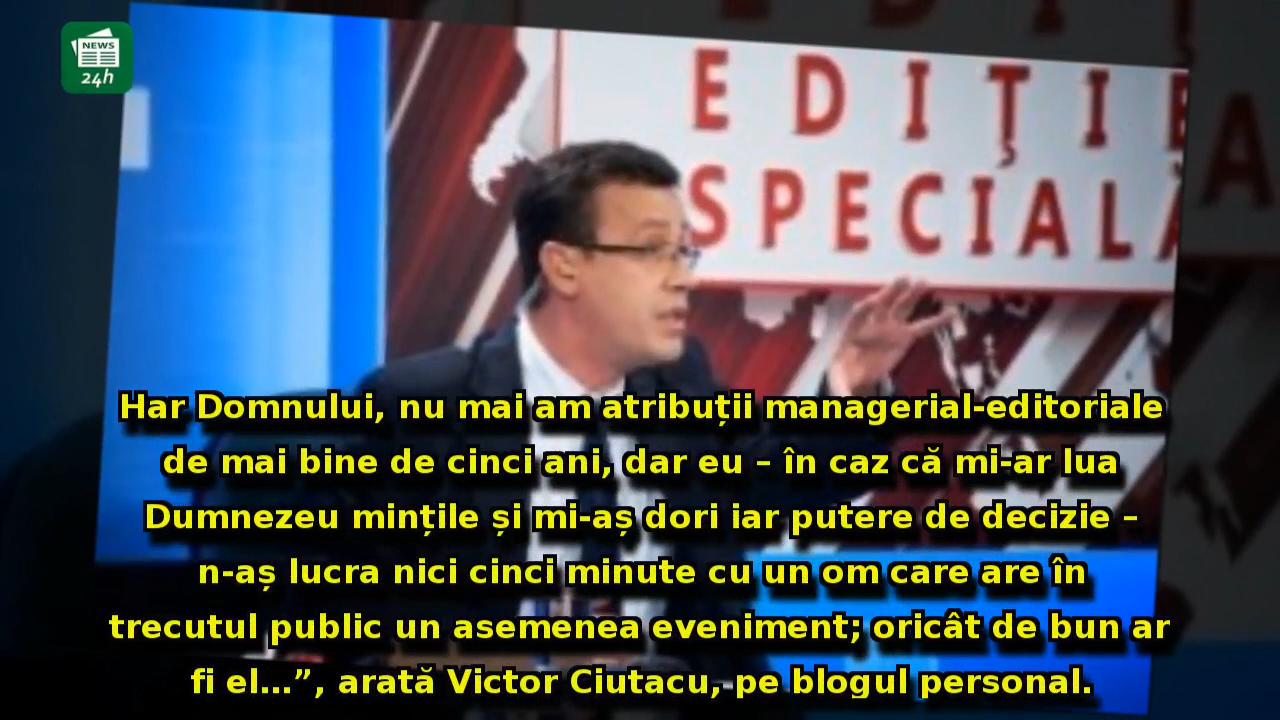 NEWS
24h
EDIȚIE
SPECIALĂ
Har Domnului, nu mai am atribuții managerial-editoriale
de mai bine de cinci ani, dar eu – în caz că mi-ar lua
Dumnezeu mințile și mi-aș dori iar putere de decizie –
n-aș lucra nici cinci minute cu un om care are în
trecutul public un asemenea eveniment; oricât de bun ar
fi el…”, arată Victor Ciutacu, pe blogul personal.